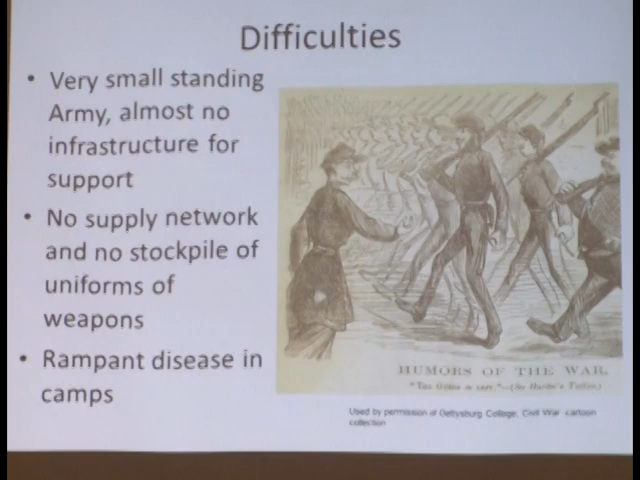 Difficulties
• Very small standing
Army, almost no
infrastructure for
support
• No supply network
and no stockpile of
uniforms of
weapons
• Rampant disease in
camps
HUMORS OF THE WAR.
Used by permission of Gettysburg College, Civil War cartoon
collection